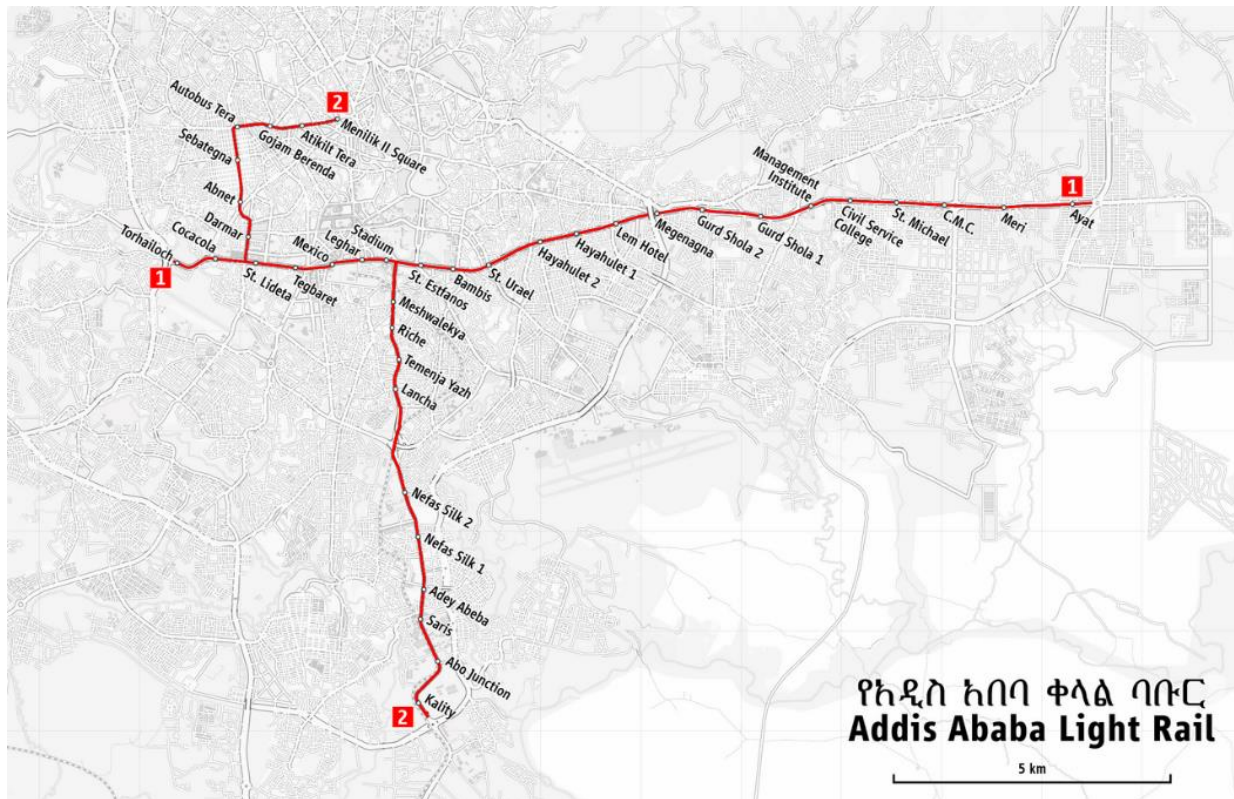 2
Autobus Tera
Gojam Berenda
Atikilt Tera
Menilik II Square
Sebategna
Abnet
Darmar
Cocacola
Torhailoch
1
St. Lideta
Tegbaret
Mexico
Leghar
Stadium
St. Estfanos
Bambis
St. Urael
Hayahulet 2
Hayahulet 1
Lem Hotel
Megenagna
Gurd Shola 2
Gurd Shola 1
Management
Institute
Civil Service
College
St. Michael
C.M.C.
Meri
1
Ayat
Meshwalekya
Riche
Temenja Yazh
Lancha
Nefas Silk 2
Nefas Silk 1
Adey Abeba
Saris
Abo Junction
Kality
2
የአዲስ አበባ ቀላል ባቡር
Addis Ababa Light Rail
5 km